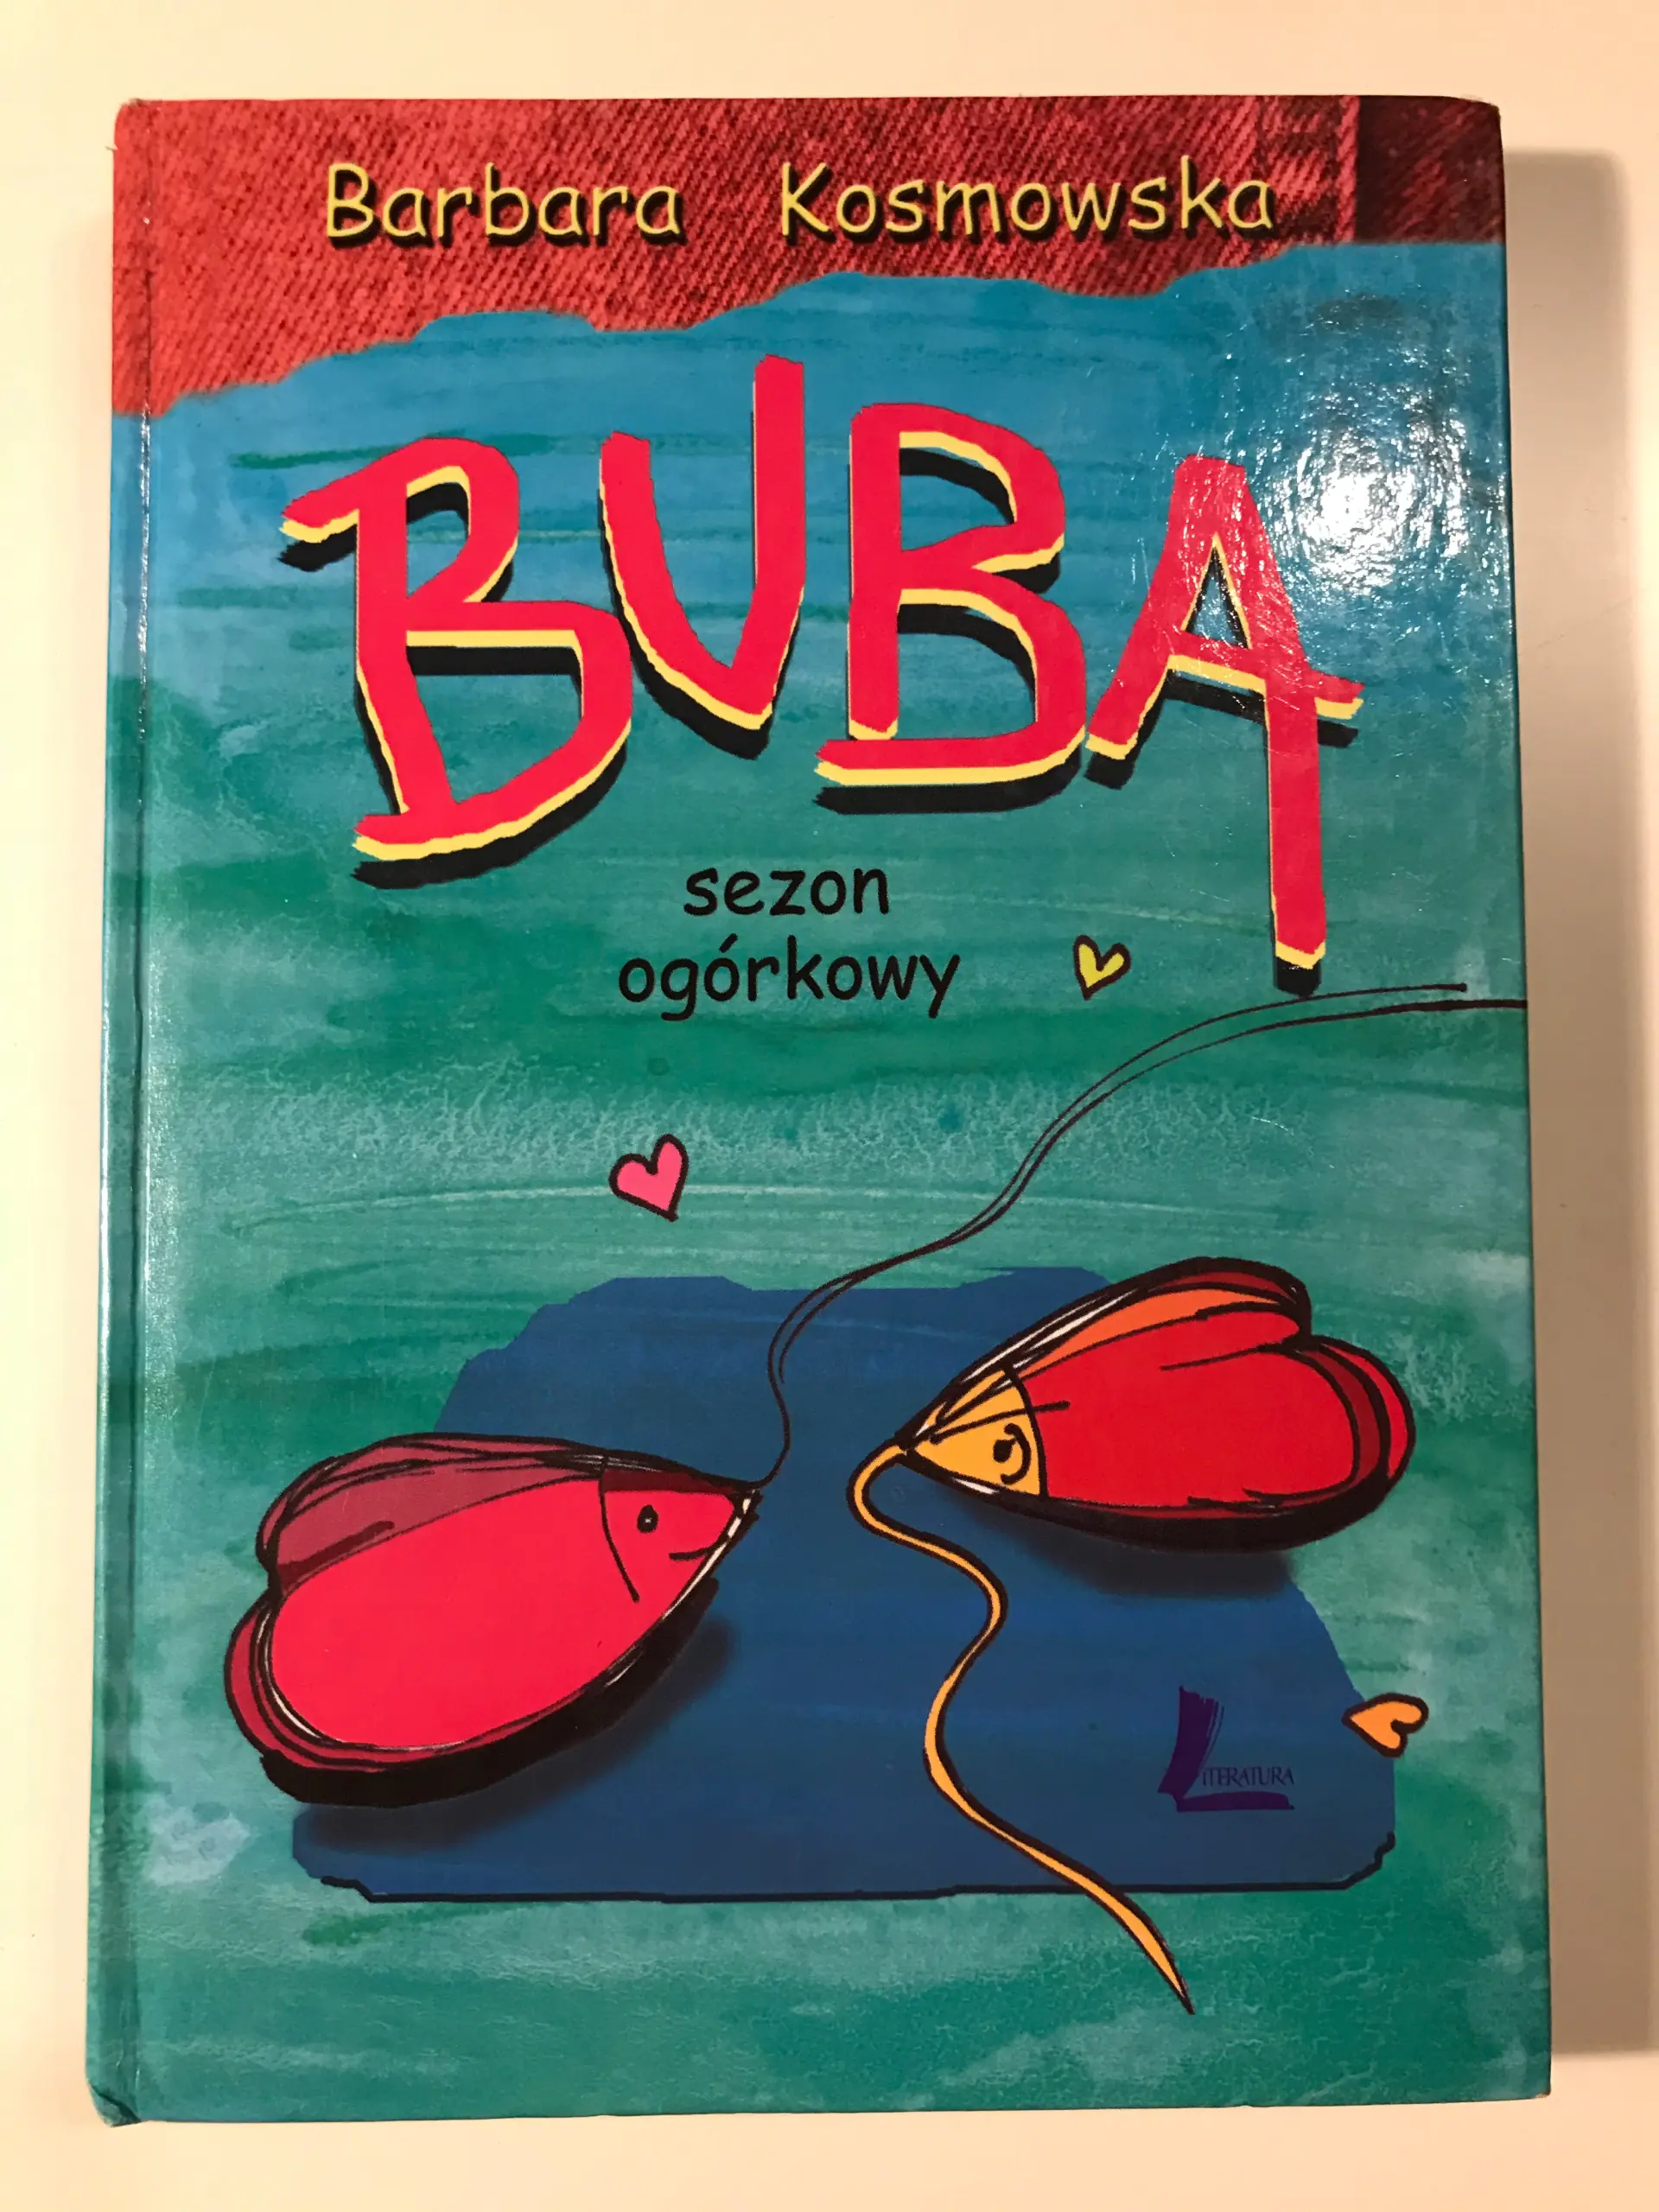 Barbara Kosmowska
BUBA
sezon
ogórkowy
LITERATURA